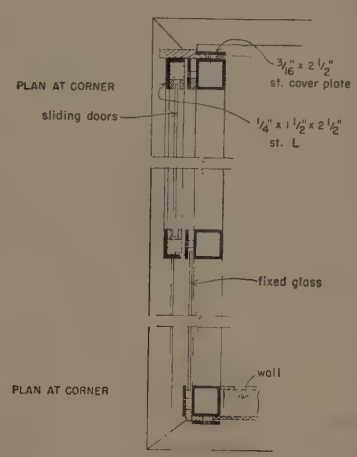 3/16" x 2 1/2"
st. cover plate
PLAN AT CORNER
sliding doors
1/4" x 1 1/2" x 2 1/2"
st. L
fixed glass
wall
PLAN AT CORNER